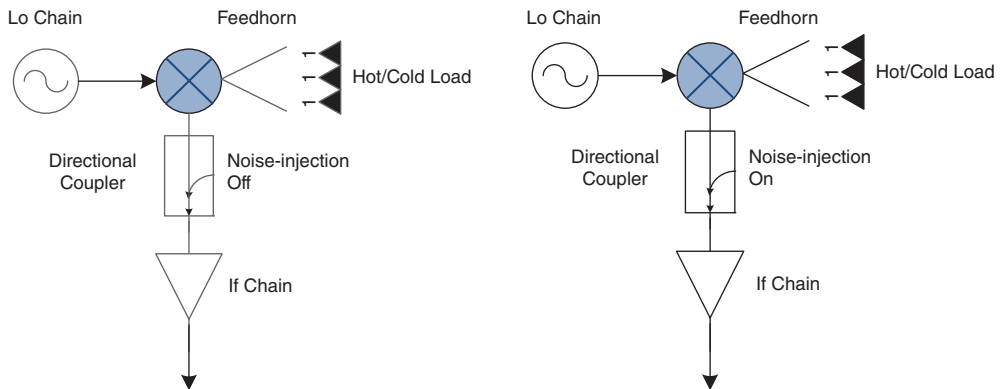 Lo Chain
Feedhorn
Hot/Cold Load
Directional
Coupler
Noise-injection
Off
If Chain
Lo Chain
Feedhorn
Hot/Cold Load
Directional
Coupler
Noise-injection
On
If Chain